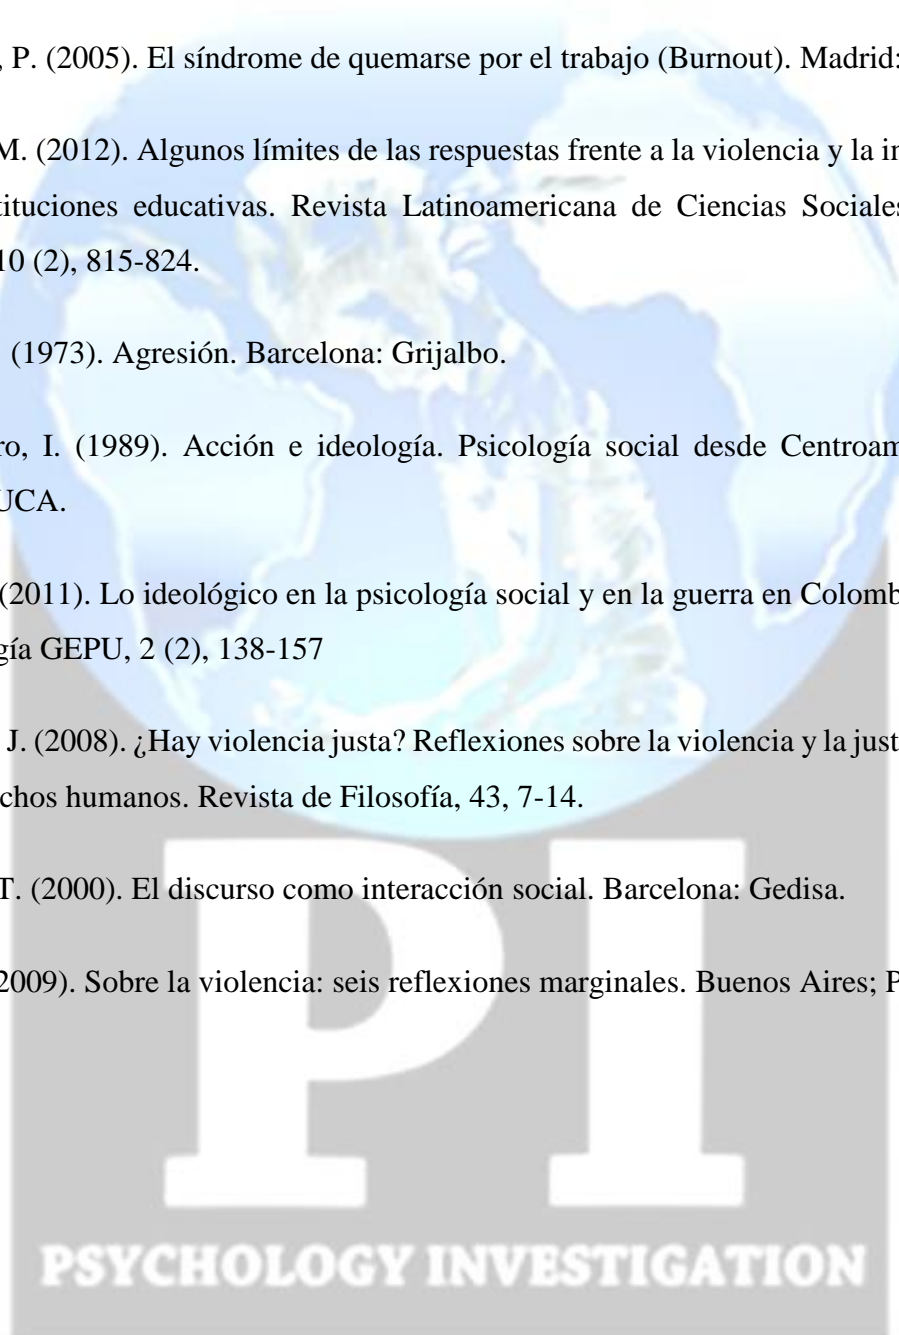 , P. (2005). El síndrome de quemarse por el trabajo (Burnout). Madrid:
M. (2012). Algunos límites de las respuestas frente a la violencia y la in
tituciones educativas. Revista Latinoamericana de Ciencias Sociales
10 (2), 815-824.
(1973). Agresión. Barcelona: Grijalbo.
ro, I. (1989). Acción e ideología. Psicología social desde Centroam
UCA.
(2011). Lo ideológico en la psicología social y en la guerra en Colomb
gía GEPU, 2 (2), 138-157
J. (2008). ¿Hay violencia justa? Reflexiones sobre la violencia y la just
chos humanos. Revista de Filosofía, 43, 7-14.
T. (2000). El discurso como interacción social. Barcelona: Gedisa.
2009). Sobre la violencia: seis reflexiones marginales. Buenos Aires; P
PI
PSYCHOLOGY INVESTIGATION